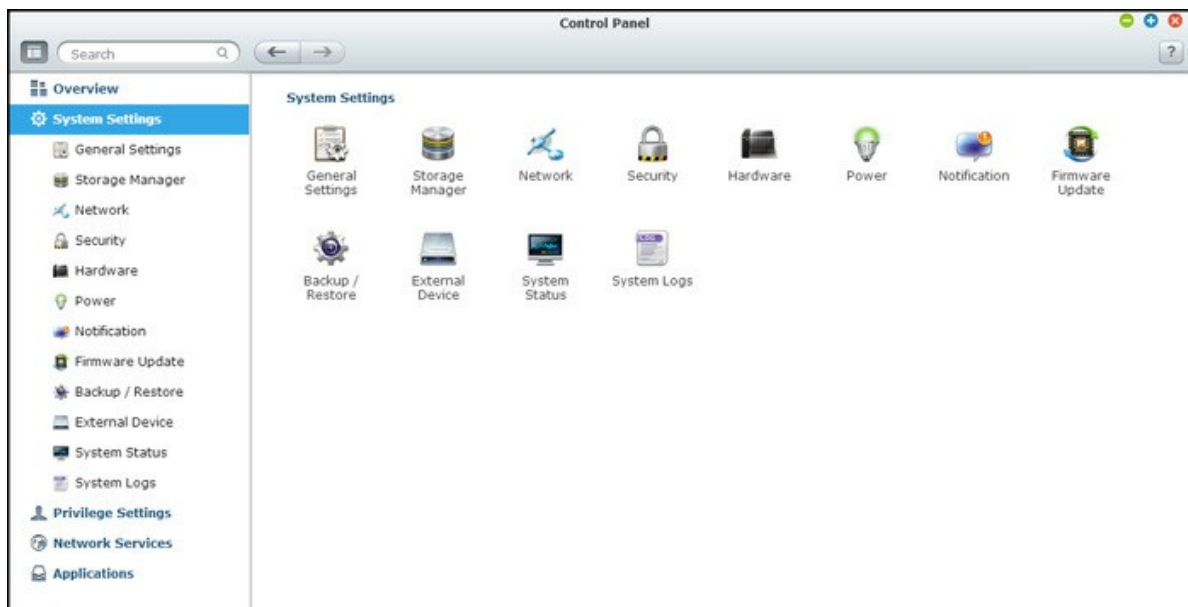 Control Panel
Search
?
Overview
System Settings
General Settings
Storage Manager
Network
Security
Hardware
Power
Notification
Firmware Update
Backup / Restore
External Device
System Status
System Logs
Privilege Settings
Network Services
Applications
System Settings
General Settings
Storage Manager
Network
Security
Hardware
Power
Notification
Firmware Update
Backup / Restore
External Device
System Status
LOG
System Logs